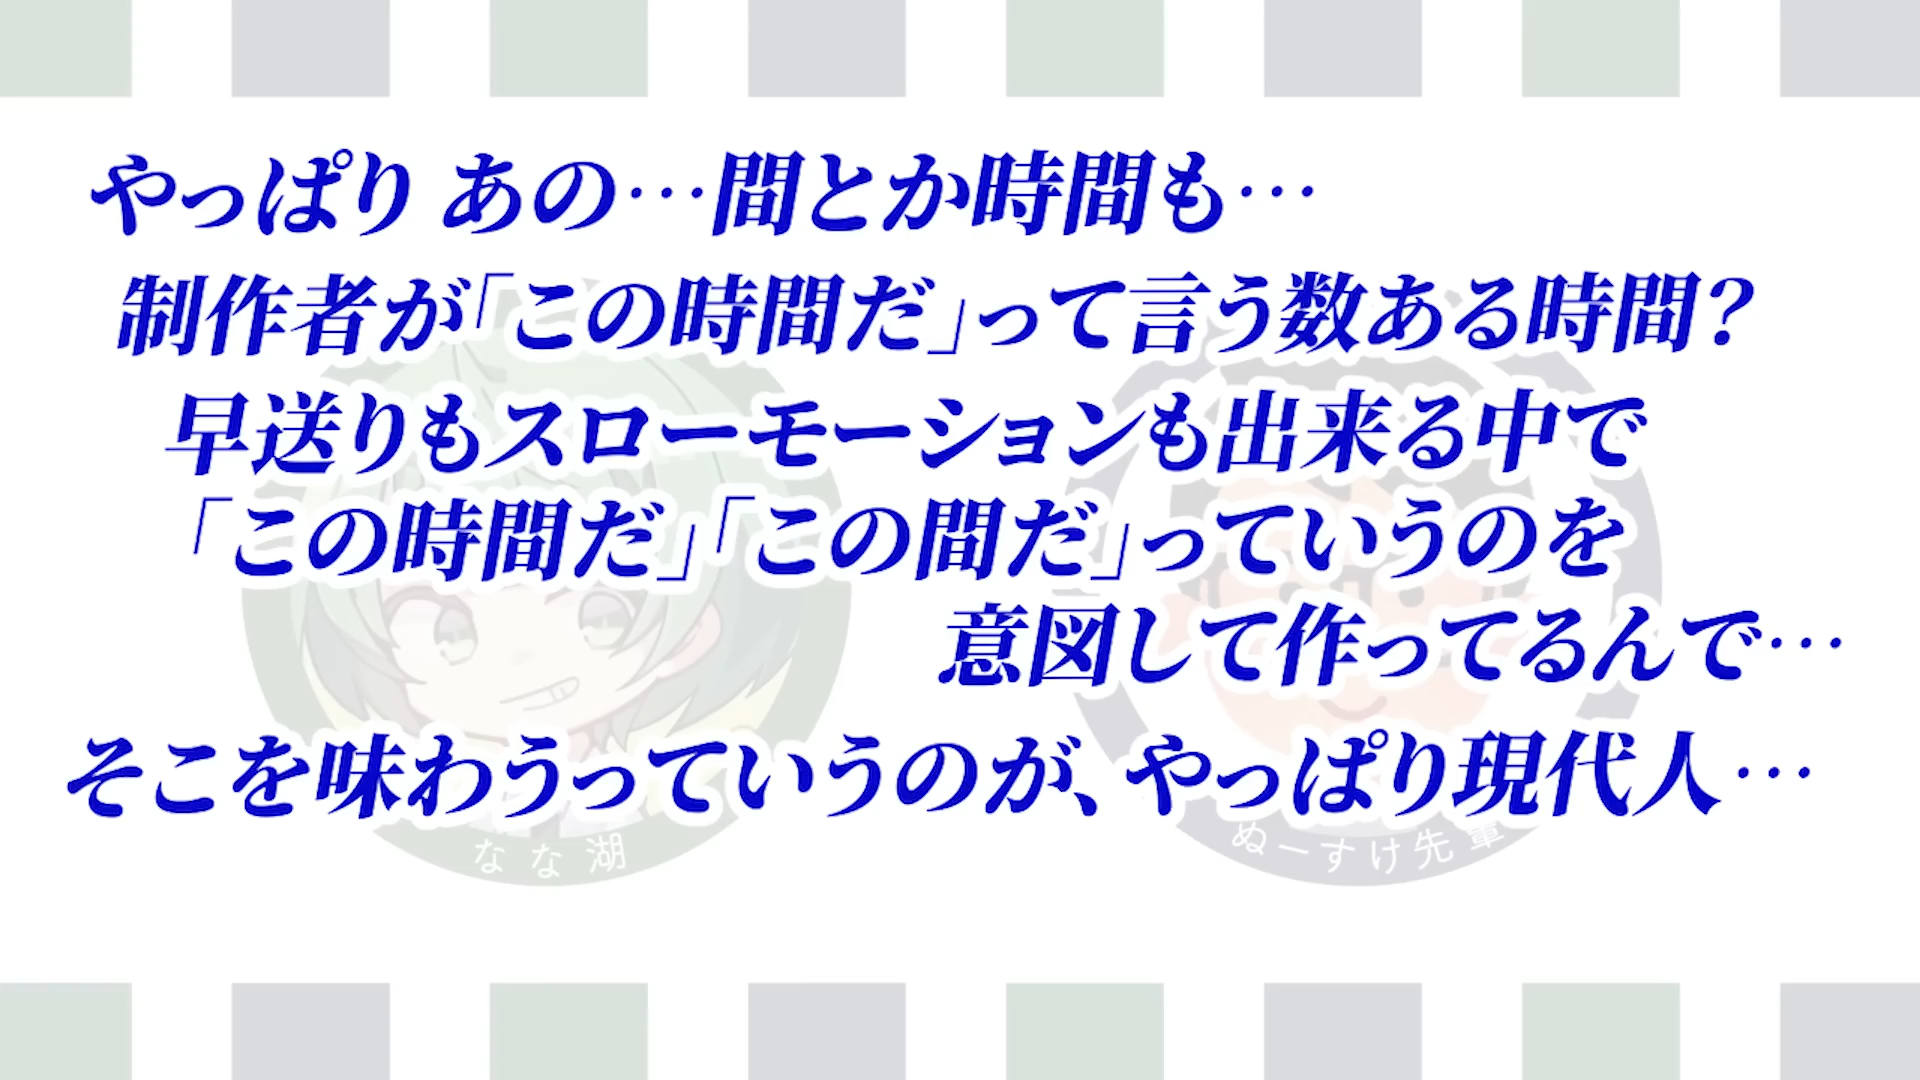 やっぱり あの…間とか時間も…
制作者が「この時間だ」って言う数ある時間？
早送りもスローモーションも出来る中で
「この時間だ」「この間だ」っていうのを
意図して作ってるんで…
そこを味わうっていうのが、やっぱり現代人…
なな湖
ぬーすけ先輩